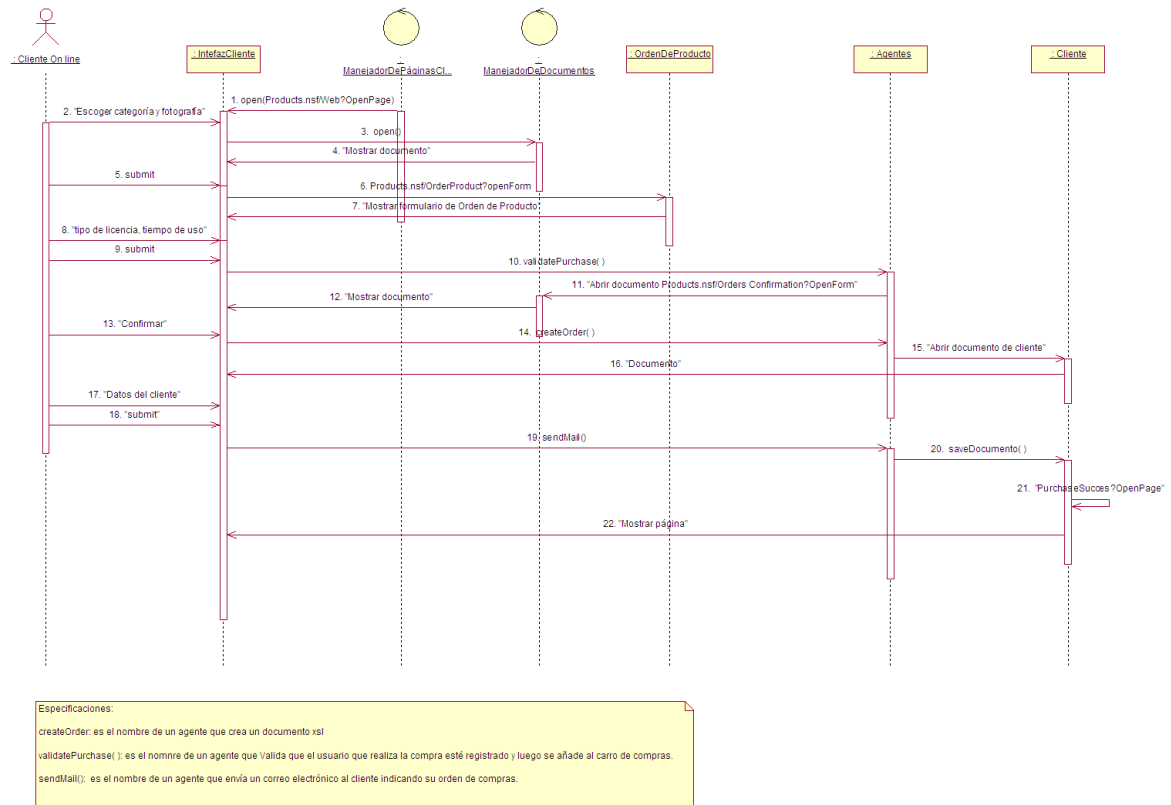 : Cliente On line
: IntefazCliente
:
ManejadorDePáginasCl...
:
ManejadorDeDocumentos
: OrdenDeProducto
: Agentes
: Cliente
1. open(Products.nsf/Web?OpenPage)
2. "Escoger categoría y fotografía"
3. open()
4. "Mostrar documento"
5. submit
6. Products.nsf/OrderProduct?openForm
7. "Mostrar formulario de Orden de Producto"
8. "tipo de licencia, tiempo de uso"
9. submit
10. validatePurchase( )
11. "Abrir documento Products.nsf/Orders Confirmation?OpenForm"
12. "Mostrar documento"
13. "Confirmar"
14. createOrder( )
15. "Abrir documento de cliente"
16. "Documento"
17. "Datos del cliente"
18. "submit"
19. sendMail()
20. saveDocumento( )
21. "PurchaseSucces?OpenPage"
22. "Mostrar página"
Especificaciones:
createOrder: es el nombre de un agente que crea un documento xsl
validatePurchase( ): es el nomnre de un agente que Valida que el usuario que realiza la compra esté registrado y luego se añade al carro de compras.
sendMail(): es el nombre de un agente que envía un correo electrónico al cliente indicando su orden de compras.